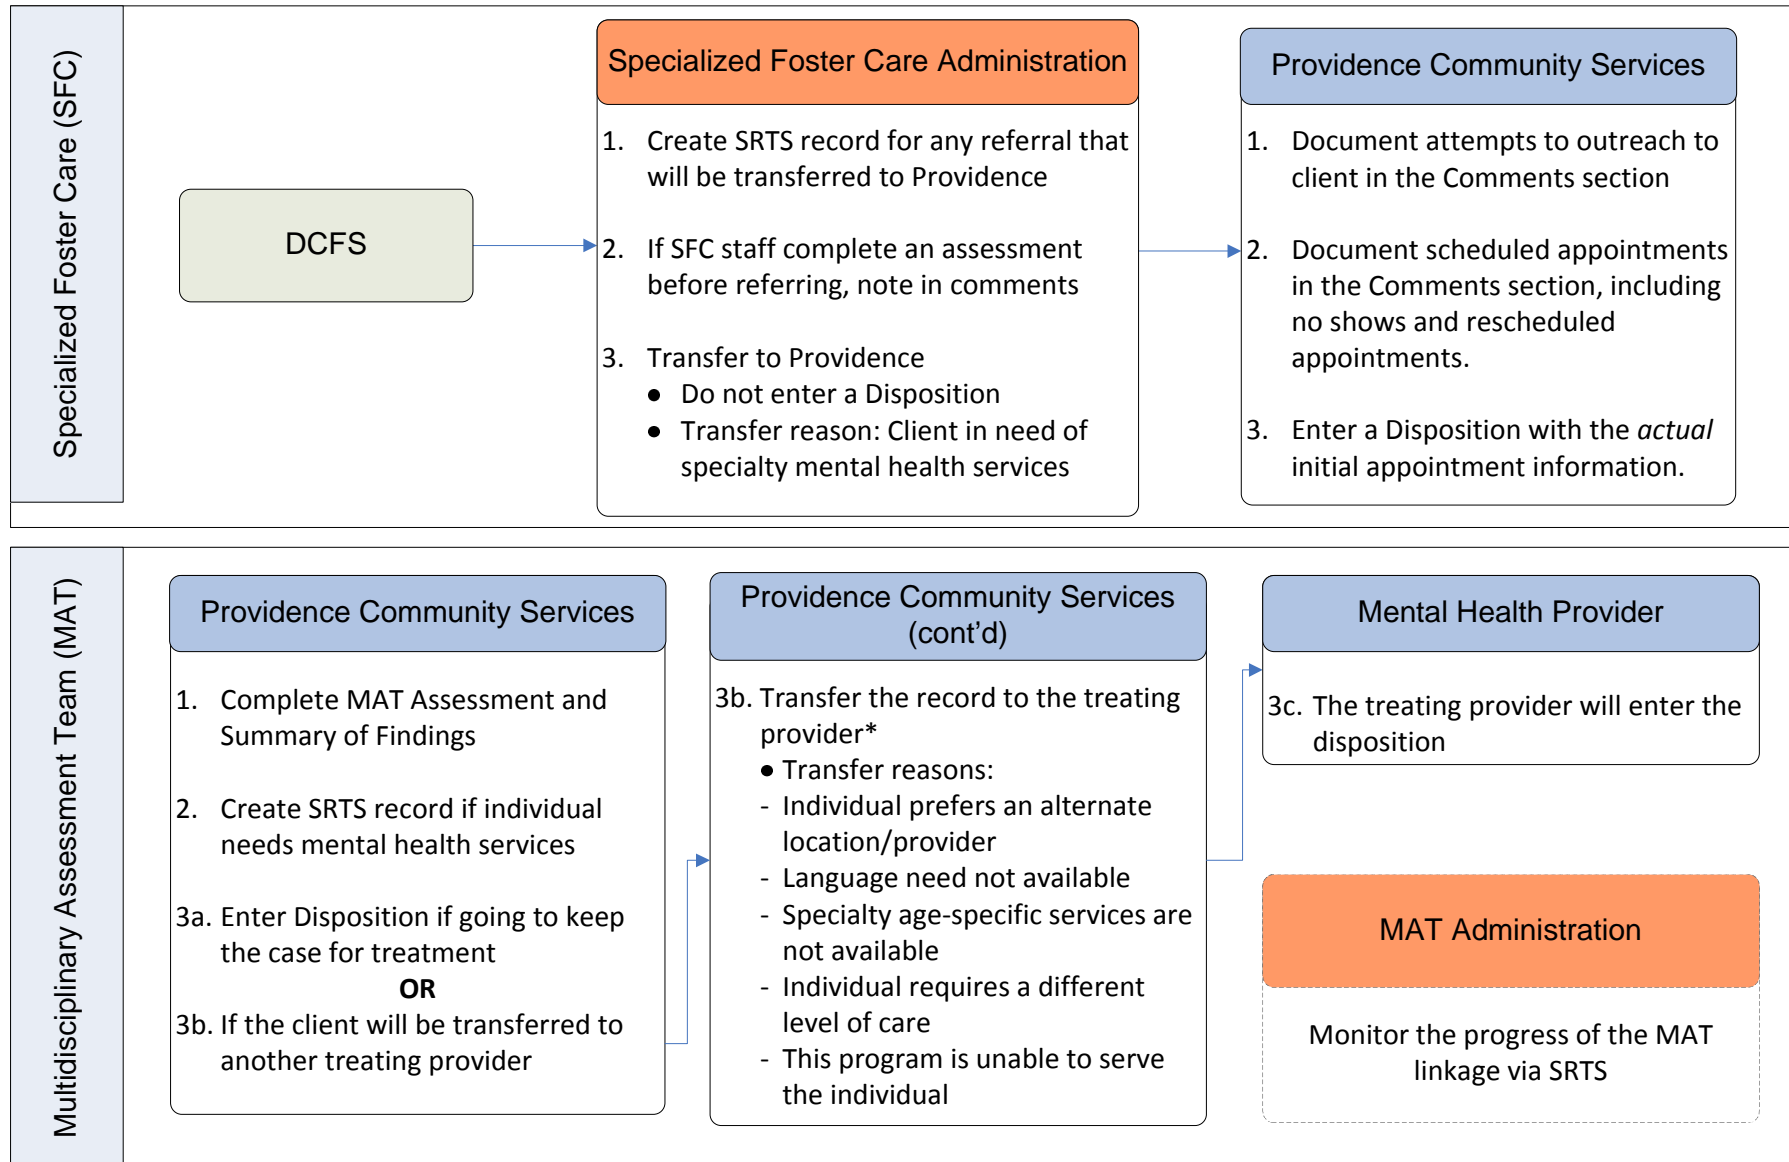 Specialized Foster Care (SFC)
DCFS
Specialized Foster Care Administration
1. Create SRTS record for any referral that
will be transferred to Providence
2. If SFC staff complete an assessment
before referring, note in comments
3. Transfer to Providence
● Do not enter a Disposition
● Transfer reason: Client in need of
specialty mental health services
Providence Community Services
1. Document attempts to outreach to
client in the Comments section
2. Document scheduled appointments
in the Comments section, including
no shows and rescheduled
appointments.
3. Enter a Disposition with the actual
initial appointment information.
Multidisciplinary Assessment Team (MAT)
Providence Community Services
1. Complete MAT Assessment and
Summary of Findings
2. Create SRTS record if individual
needs mental health services
3a. Enter Disposition if going to keep
the case for treatment
OR
3b. If the client will be transferred to
another treating provider
Providence Community Services
(cont’d)
3b. Transfer the record to the treating
provider*
● Transfer reasons:
- Individual prefers an alternate
location/provider
- Language need not available
- Specialty age-specific services are
not available
- Individual requires a different
level of care
- This program is unable to serve
the individual
Mental Health Provider
3c. The treating provider will enter the
disposition
MAT Administration
Monitor the progress of the MAT
linkage via SRTS